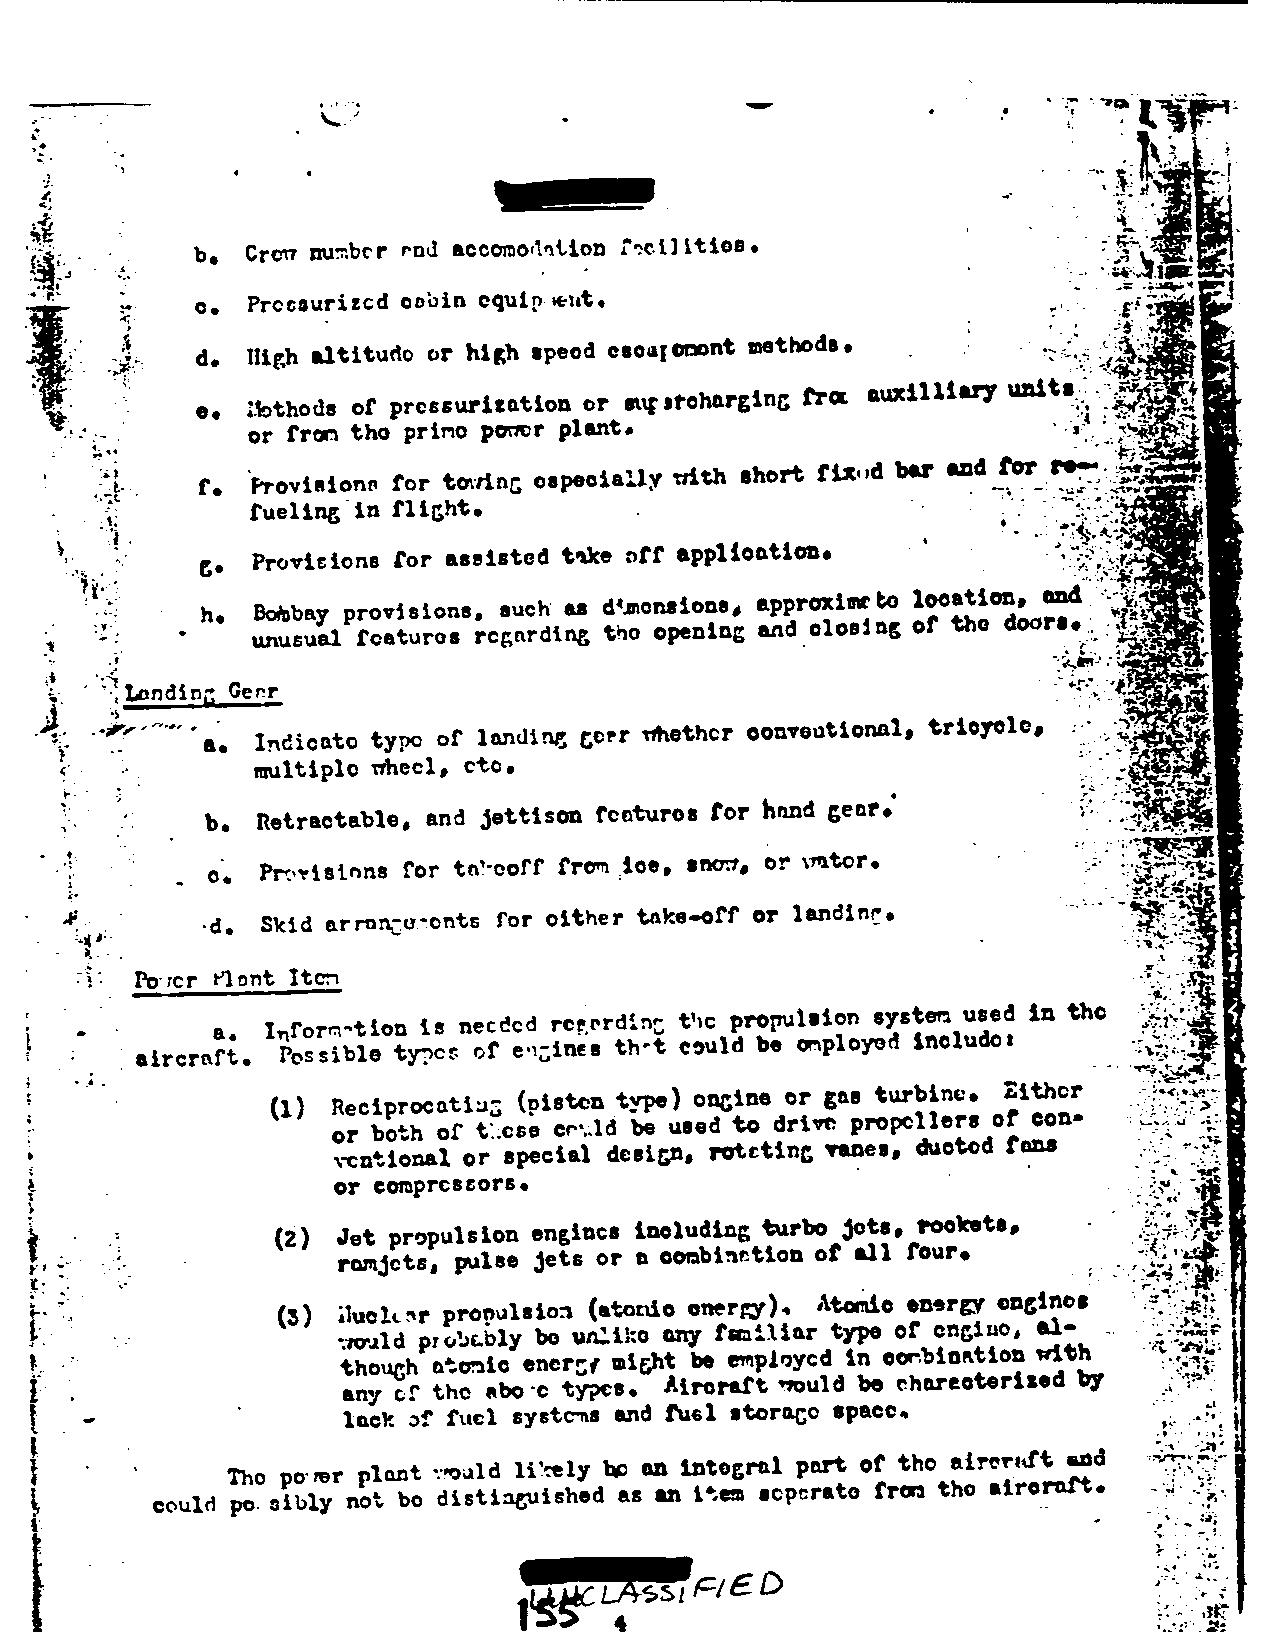 b. Crew number and accomodation facilities.
c. Pressurized cabin equipment.
d. High altitude or high speed escapement methods.
e. Methods of pressurization or supercharging from auxilliary units
or from the prime power plant.
f. Provisions for towing especially with short fixed bar and for re-
fueling in flight.
g. Provisions for assisted take off application.
h. Bombay provisions, such as dimensions, approximate location, and
unusual features regarding the opening and closing of the doors.
Landing Gear
a. Indicate type of landing gear whether conventional, tricycle,
multiple wheel, etc.
b. Retractable, and jettison features for hand gear.
c. Provisions for takeoff from ice, snow, or water.
d. Skid arrangements for either take-off or landing.
Power Plant Item
a. Information is needed regarding the propulsion system used in the
aircraft. Possible types of engines that could be employed include:
(1) Reciprocating (piston type) engine or gas turbine. Either
or both of these could be used to drive propellers of con-
ventional or special design, rotating vanes, ducted fans
or compressors.
(2) Jet propulsion engines including turbo jets, rockets,
ramjets, pulse jets or a combination of all four.
(3) Nuclear propulsion (atomic energy). Atomic energy engines
would probably be unlike any familiar type of engine, al-
though atomic energy might be employed in combination with
any of the above types. Aircraft would be charecterized by
lack of fuel systems and fuel storage space.
The power plant would likely be an integral part of the aircraft and
could possibly not be distinguished as an item seperate from the aircraft.
UNCLASSIFIED
155 4